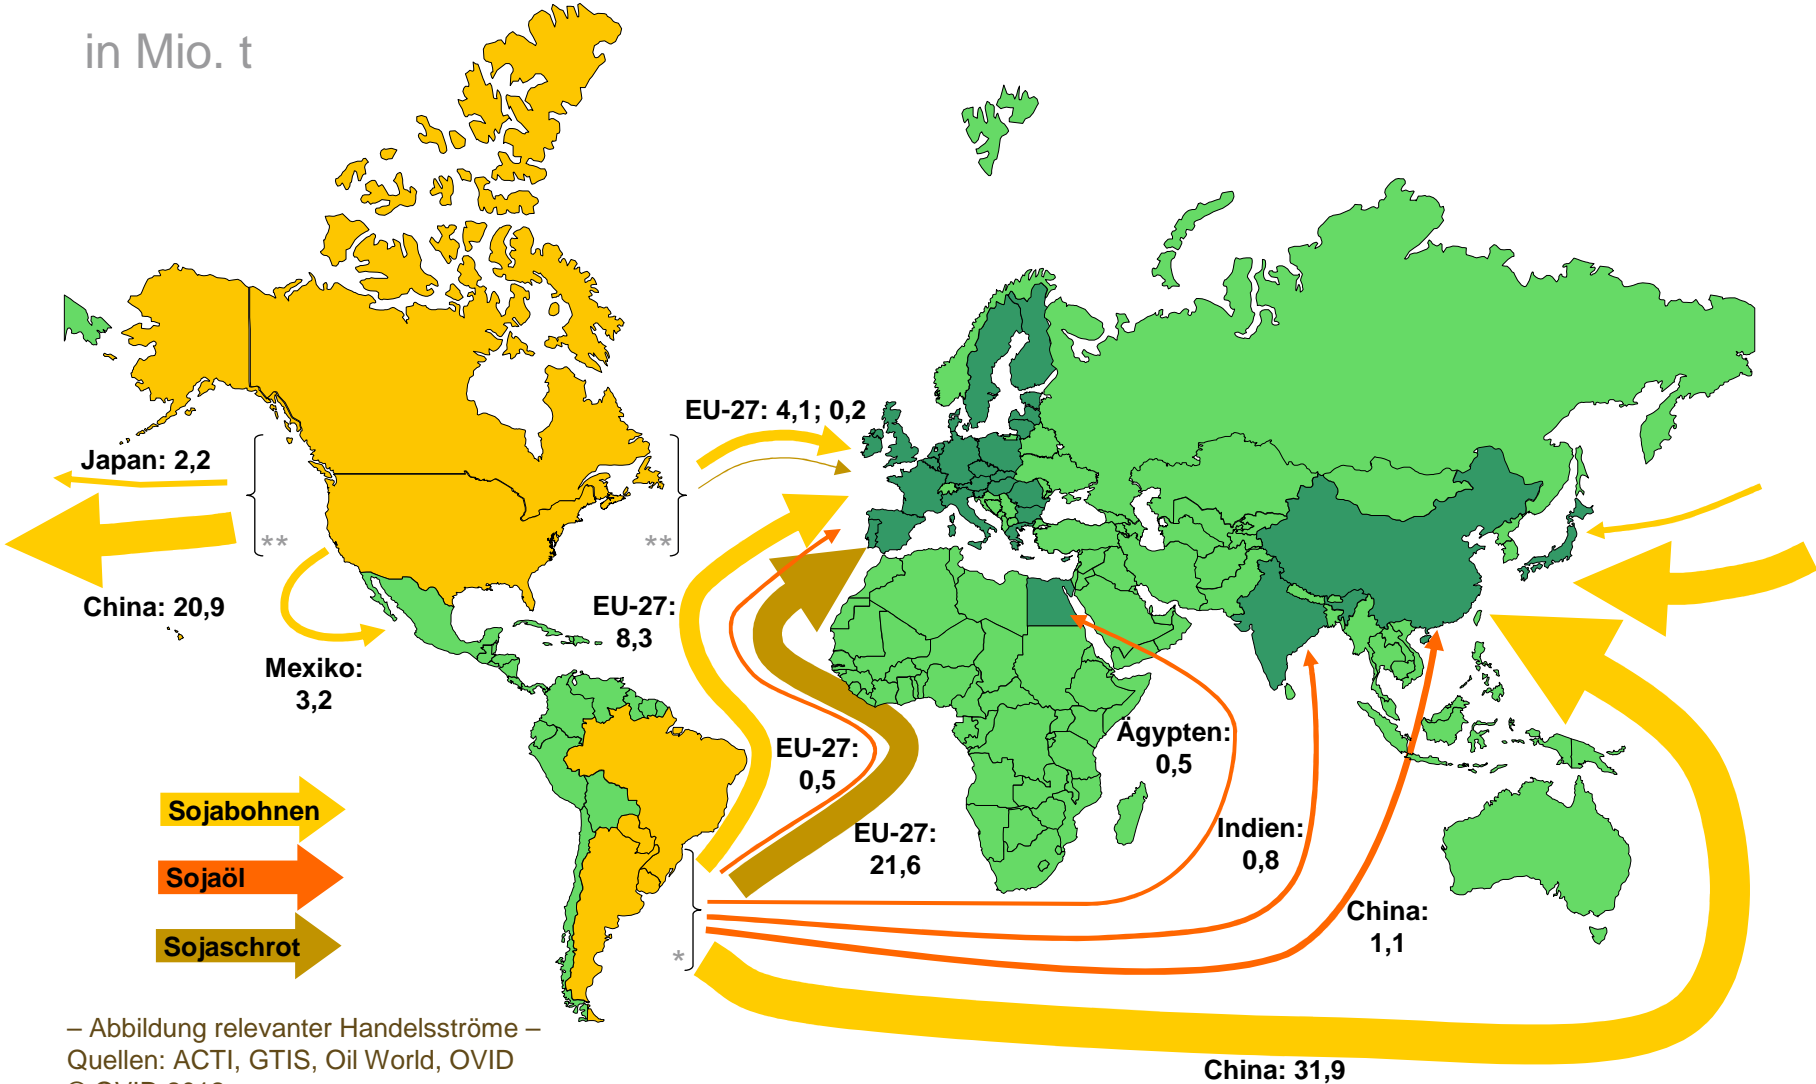 in Mio. t
EU-27: 4,1; 0,2
Japan: 2,2
**
**
China: 20,9
EU-27:
8,3
Mexiko:
3,2
EU-27:
0,5
Ägypten:
0,5
EU-27:
21,6
Indien:
0,8
China:
1,1
Sojabohnen
Sojaöl
Sojaschrot
*
– Abbildung relevanter Handelsströme –
Quellen: ACTI, GTIS, Oil World, OVID
China: 31,9